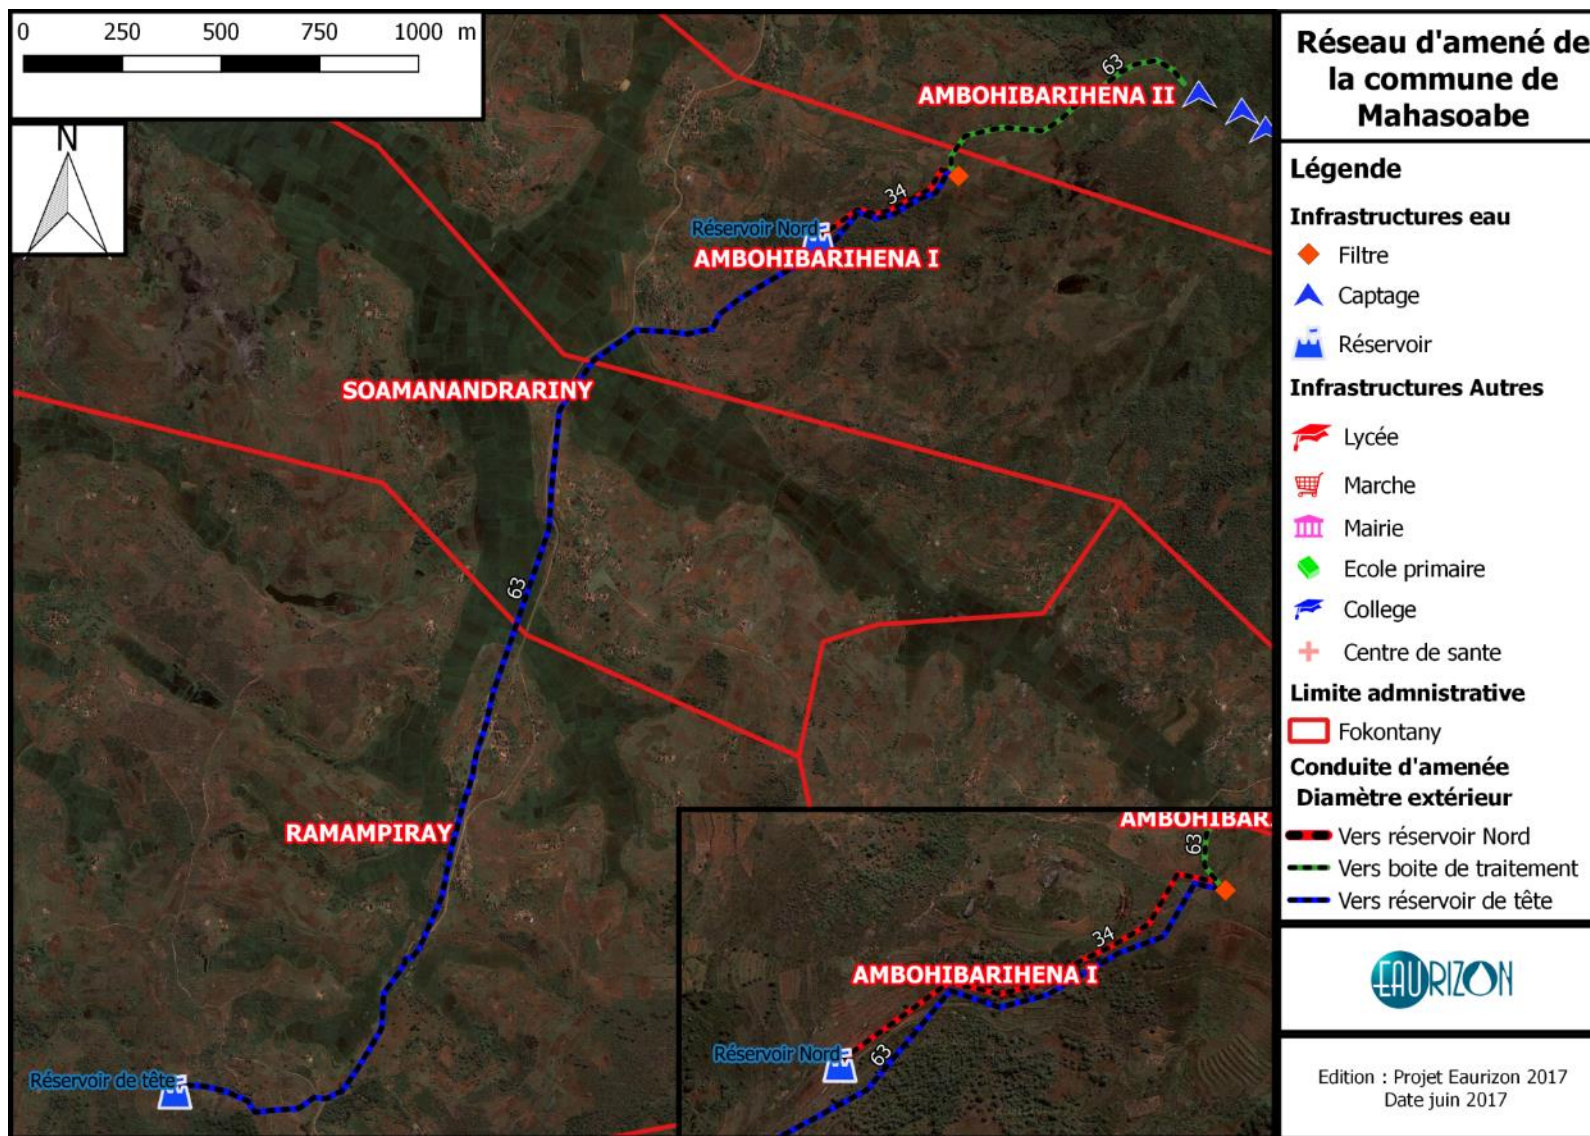 0 250 500 750 1000 m
N
63
AMBOHIBARIHENA II
34
Réservoir Nord
AMBOHIBARIHENA I
SOAMANANDRARINY
63
RAMAMPIRAY
Réservoir de tête
AMBOHIBAR
63
34
AMBOHIBARIHENA I
Réservoir Nord
63
Réseau d'amené de
la commune de
Mahasoabe
Légende
Infrastructures eau
Filtre
Captage
Réservoir
Infrastructures Autres
Lycée
Marche
Mairie
Ecole primaire
College
Centre de sante
Limite admnistrative
Fokontany
Conduite d'amenée
Diamètre extérieur
Vers réservoir Nord
Vers boite de traitement
Vers réservoir de tête
EAURIZON
Edition : Projet Eaurizon 2017
Date juin 2017